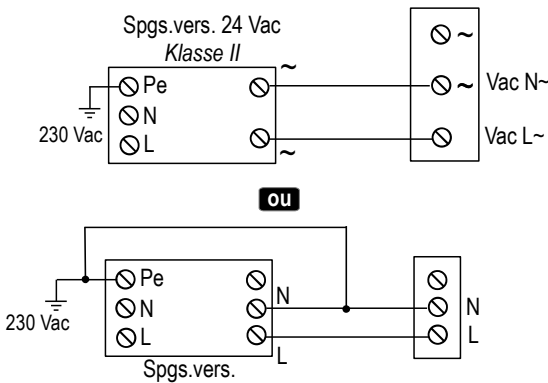 Spgs.vers. 24 Vac
Klasse II
~
~
Pe
~
Vac N~
N
230 Vac
L
Vac L~
~
ou
Pe
N
N
N
230 Vac
L
L
L
Spgs.vers.